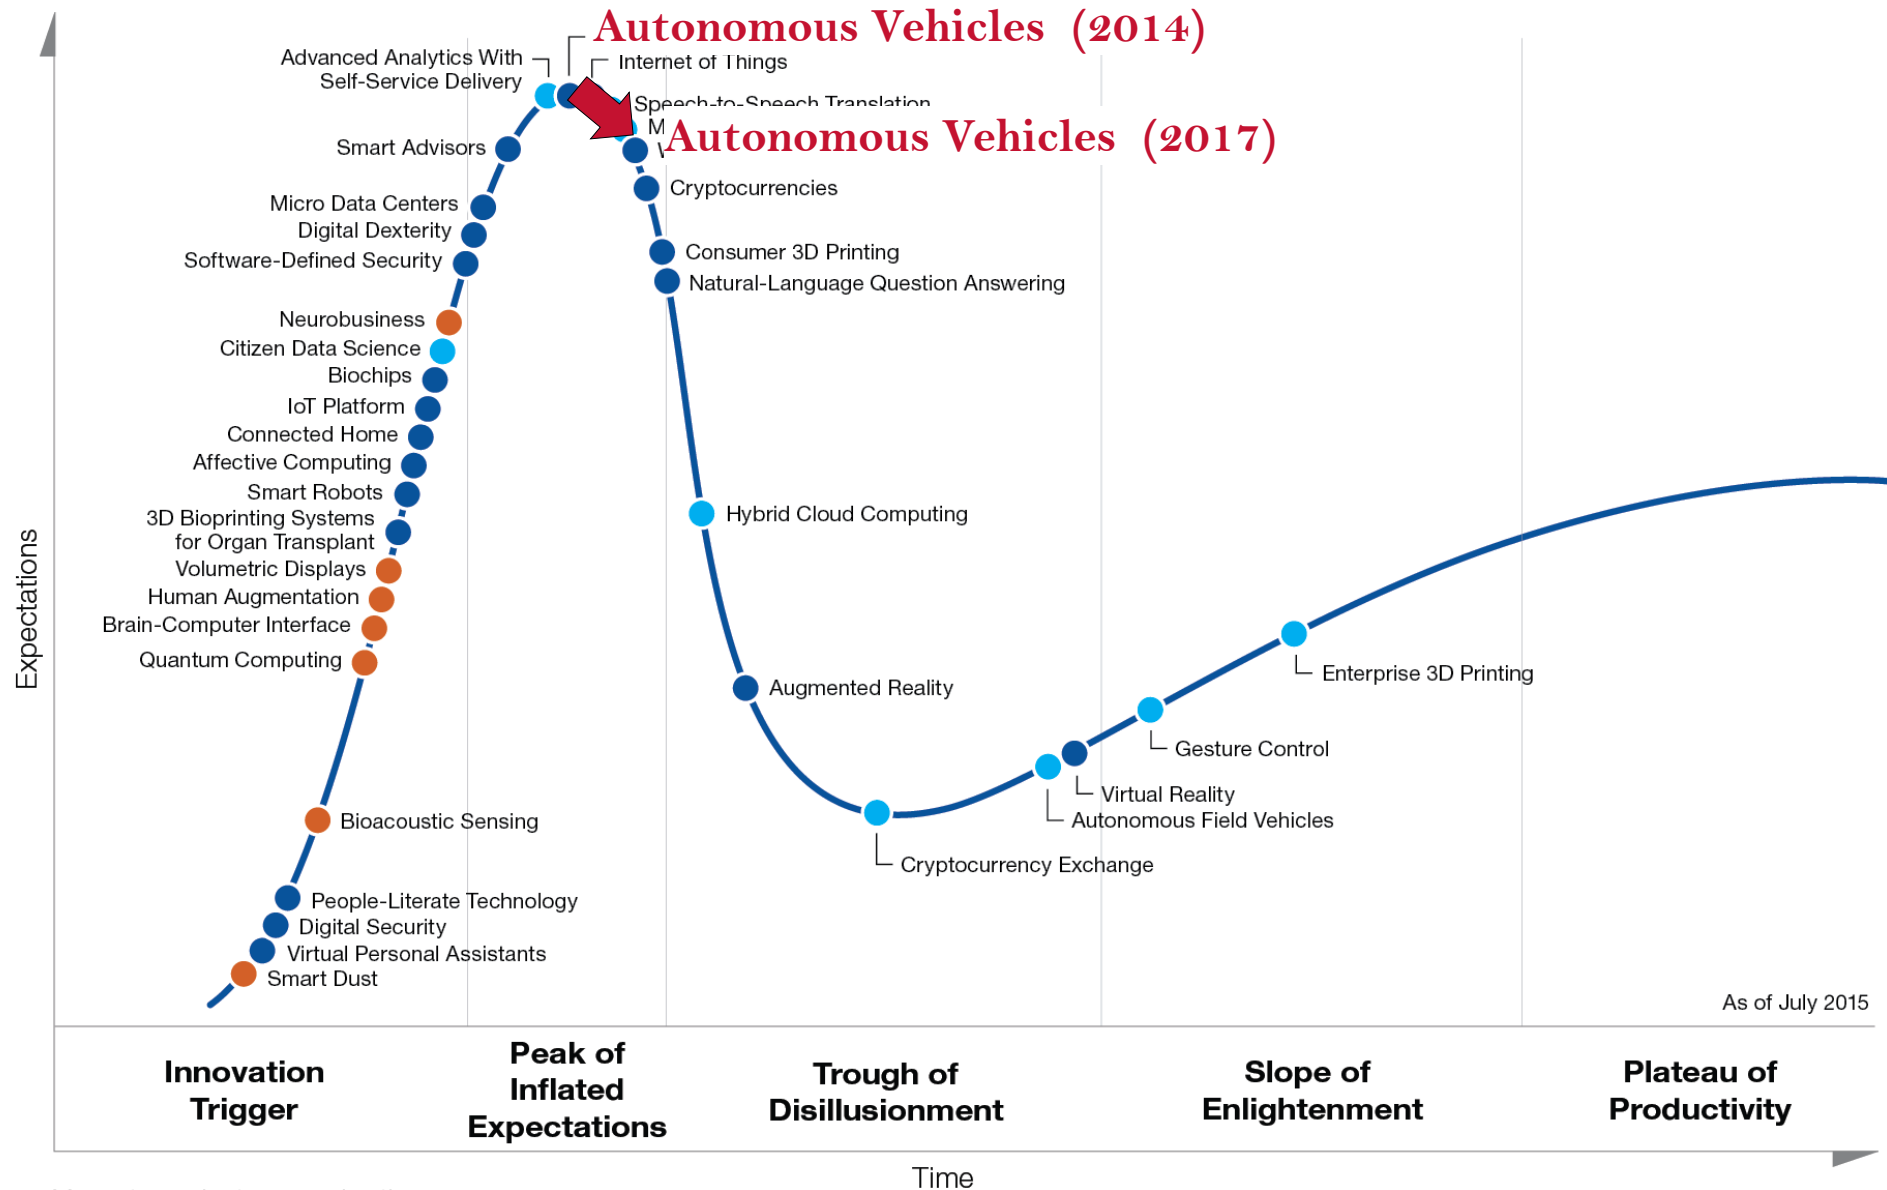 Autonomous Vehicles (2014)
Advanced Analytics With
Self-Service Delivery
Internet of Things
Speech-to-Speech Translation
Autonomous Vehicles (2017)
Smart Advisors
Cryptocurrencies
Micro Data Centers
Digital Dexterity
Software-Defined Security
Consumer 3D Printing
Natural-Language Question Answering
Neurobusiness
Citizen Data Science
Biochips
IoT Platform
Connected Home
Affective Computing
Smart Robots
3D Bioprinting Systems
for Organ Transplant
Volumetric Displays
Human Augmentation
Brain-Computer Interface
Quantum Computing
Hybrid Cloud Computing
Augmented Reality
Enterprise 3D Printing
Gesture Control
Virtual Reality
Autonomous Field Vehicles
Cryptocurrency Exchange
Bioacoustic Sensing
People-Literate Technology
Digital Security
Virtual Personal Assistants
Smart Dust
Expectations
As of July 2015
Innovation
Trigger
Peak of
Inflated
Expectations
Trough of
Disillusionment
Slope of
Enlightenment
Plateau of
Productivity
Time